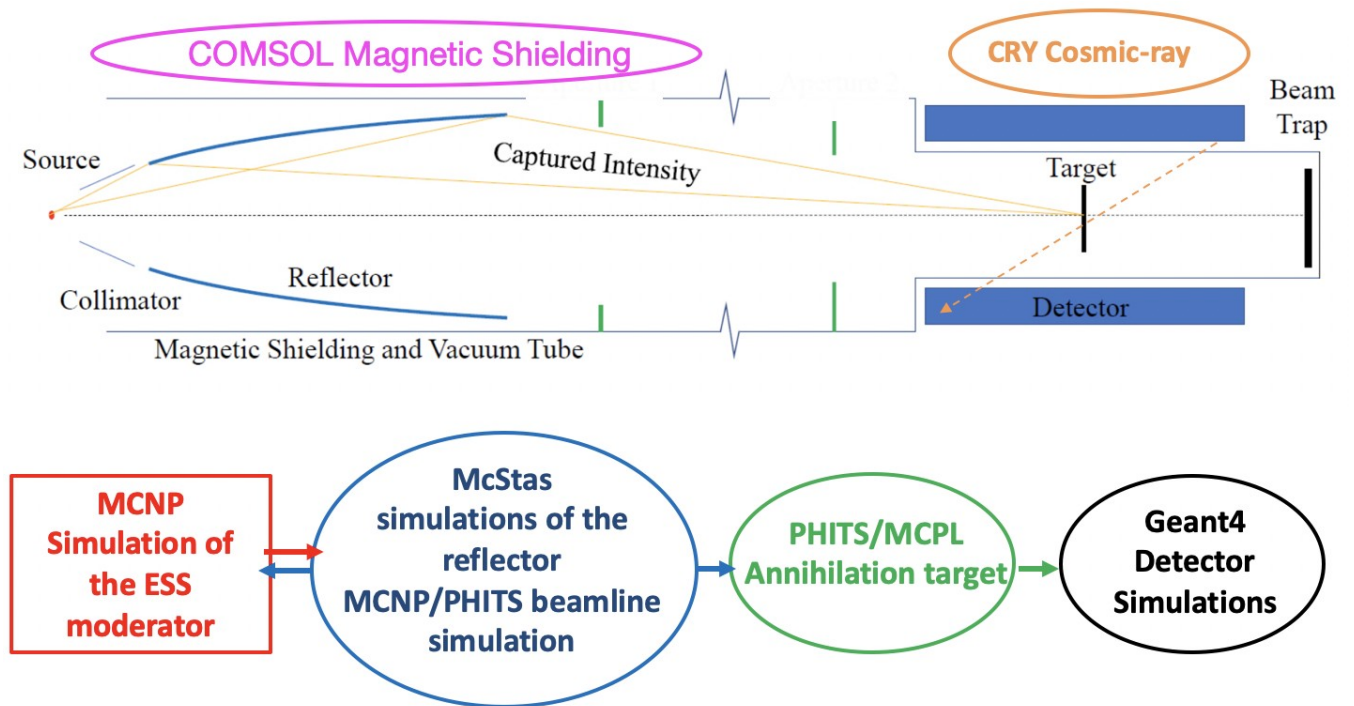 COMSOL Magnetic Shielding
CRY Cosmic-ray
Beam
Trap
Source
Captured Intensity
Target
Reflector
Collimator
Detector
Magnetic Shielding and Vacuum Tube
MCNP
Simulation of
the ESS
moderator
McStas
simulations of the
reflector
MCNP/PHITS beamline
simulation
PHITS/MCPL
Annihilation target
Geant4
Detector
Simulations